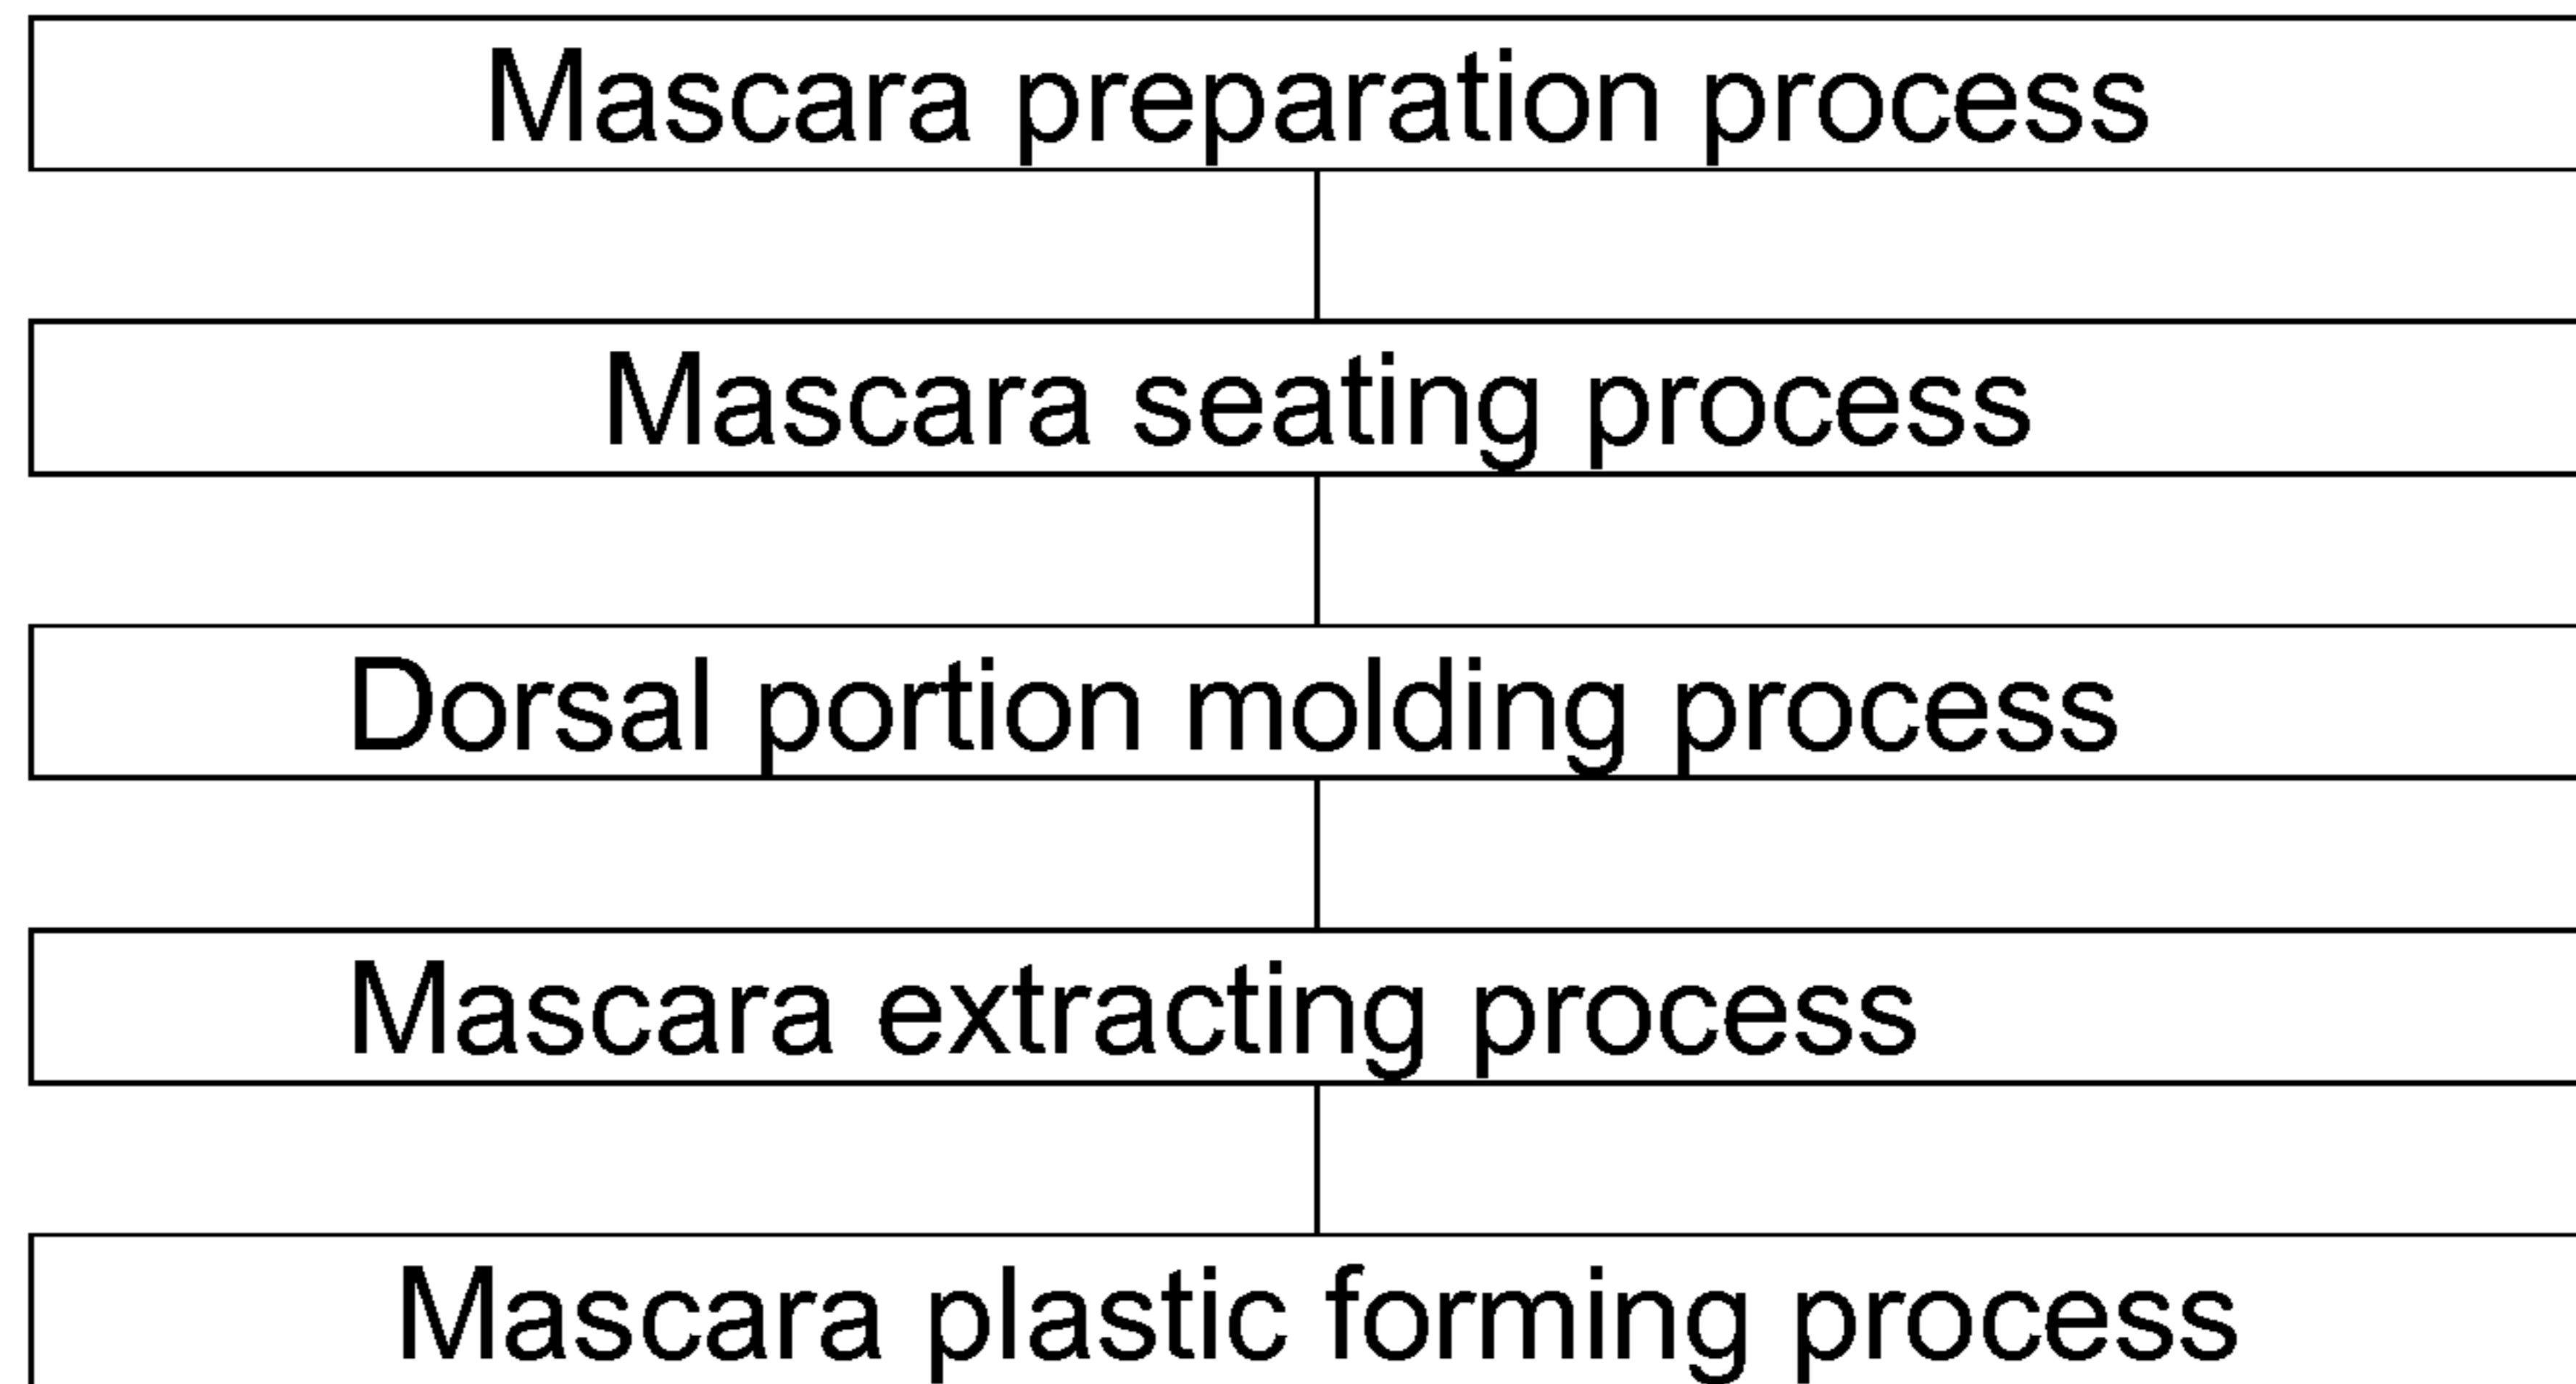 Mascara preparation process
Mascara seating process
Dorsal portion molding process
Mascara extracting process
Mascara plastic forming process